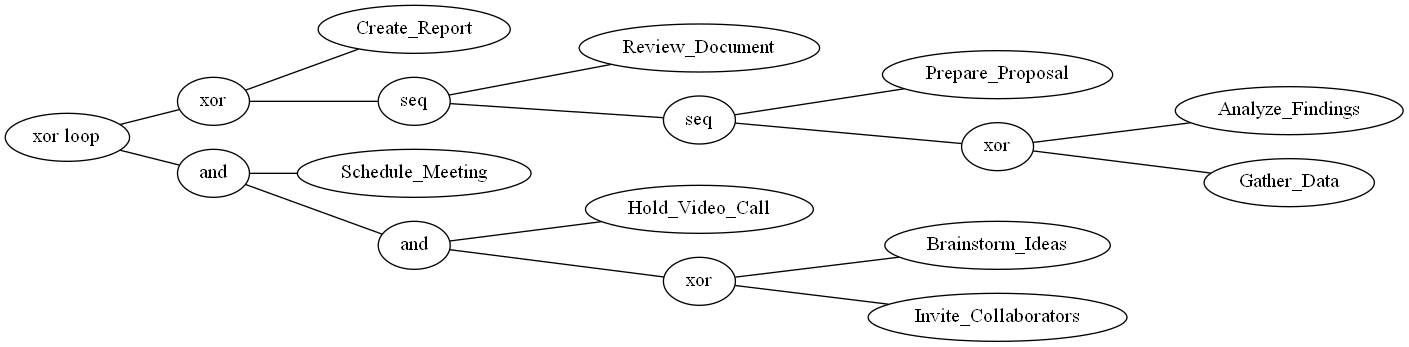 Create_Report
Review_Document
Prepare_Proposal
xor
seq
Analyze_Findings
seq
xor loop
xor
and
Schedule_Meeting
Gather_Data
Hold_Video_Call
and
Brainstorm_Ideas
xor
Invite_Collaborators